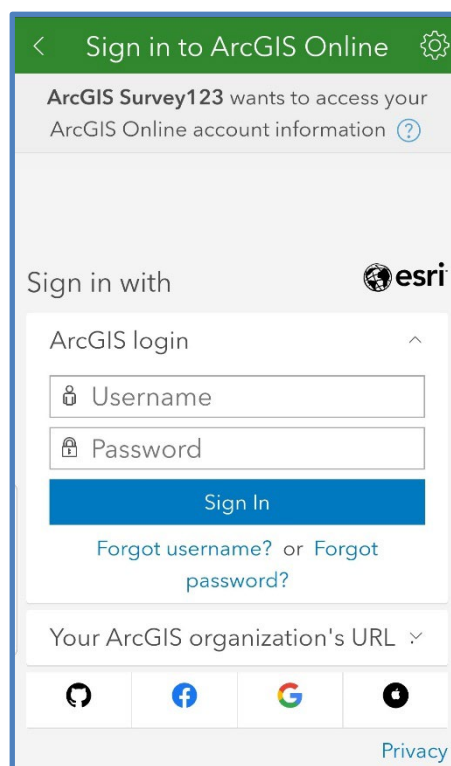 Sign in to ArcGIS Online
ArcGIS Survey123 wants to access your
ArcGIS Online account information ?
Sign in with
esri
ArcGIS login
Username
Password
Sign In
Forgot username? or Forgot
password?
Your ArcGIS organization's URL
Privacy